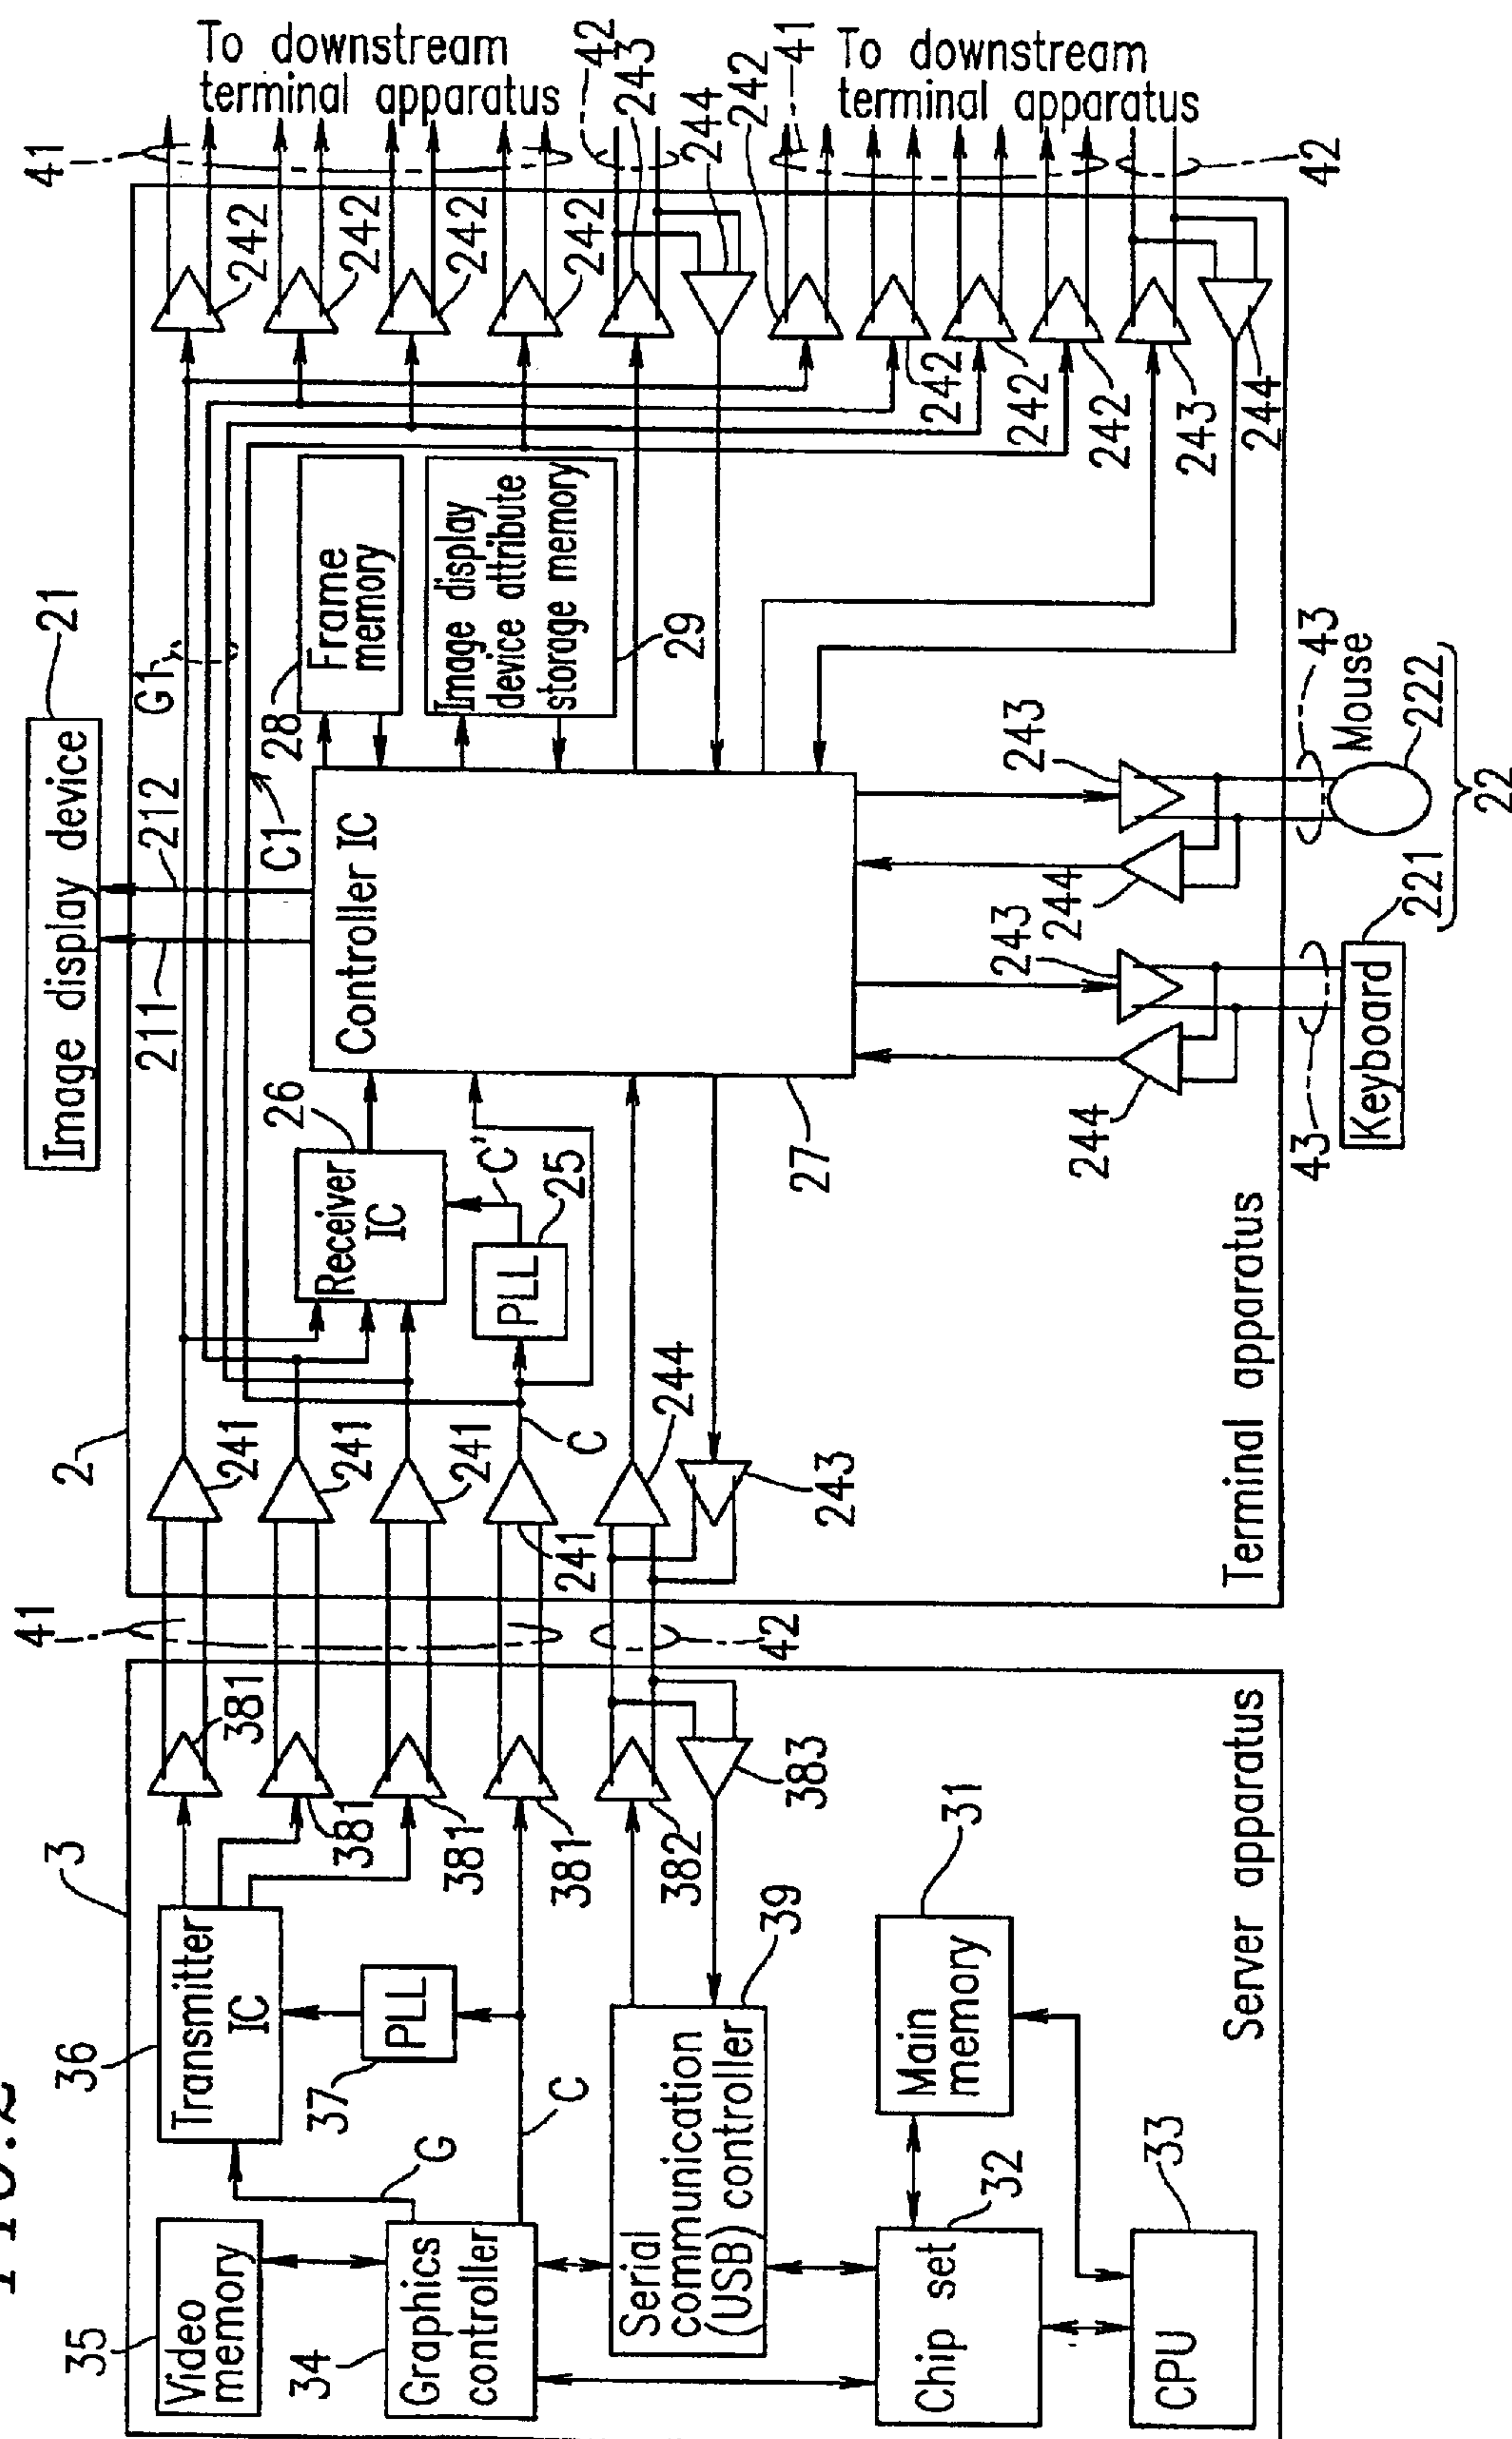 3
35
Video
memory
34
Graphics
controller
G
36
Transmitter
IC
37
PLL
C
381
381
381
381
382
383
39
Serial
communication
(USB) controller
31
Main
memory
32
Chip set
33
CPU
Server apparatus
41
42
2
241
241
241
241
C
244
243
26
Receiver
IC
C'
25
PLL
27
Controller IC
211
212
21
Image display device
C1
G1
28
Frame
memory
Image display
device attribute
storage memory
29
244
243
244
243
43
Keyboard
221
43
Mouse
222
22
Terminal apparatus
41
242
242
242
242
To downstream
terminal apparatus
42
243
244
242
41
To downstream
terminal apparatus
242
242
242
243
244
42